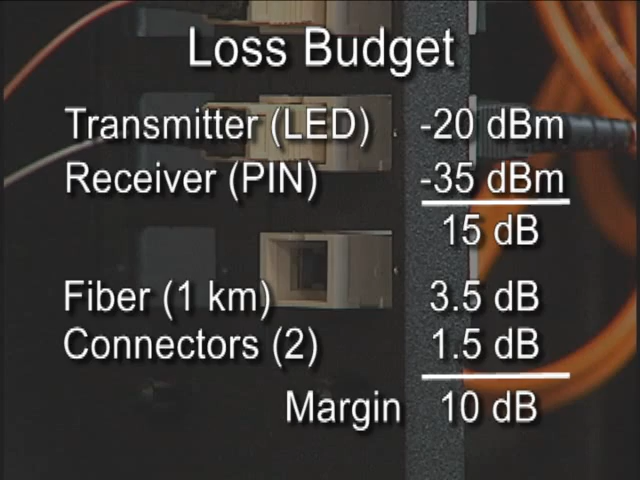 Loss Budget
Transmitter (LED) -20 dBm
Receiver (PIN) -35 dBm
15 dB
Fiber (1 km) 3.5 dB
Connectors (2) 1.5 dB
Margin 10 dB